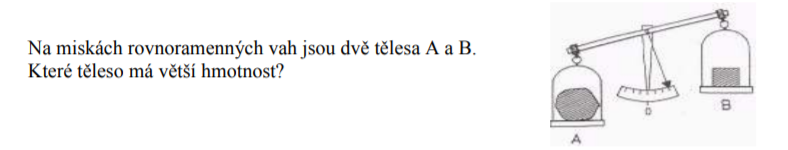 Na miskách rovnoramenných vah jsou dvě tělesa A a B.
Které těleso má větší hmotnost?
0
B
A